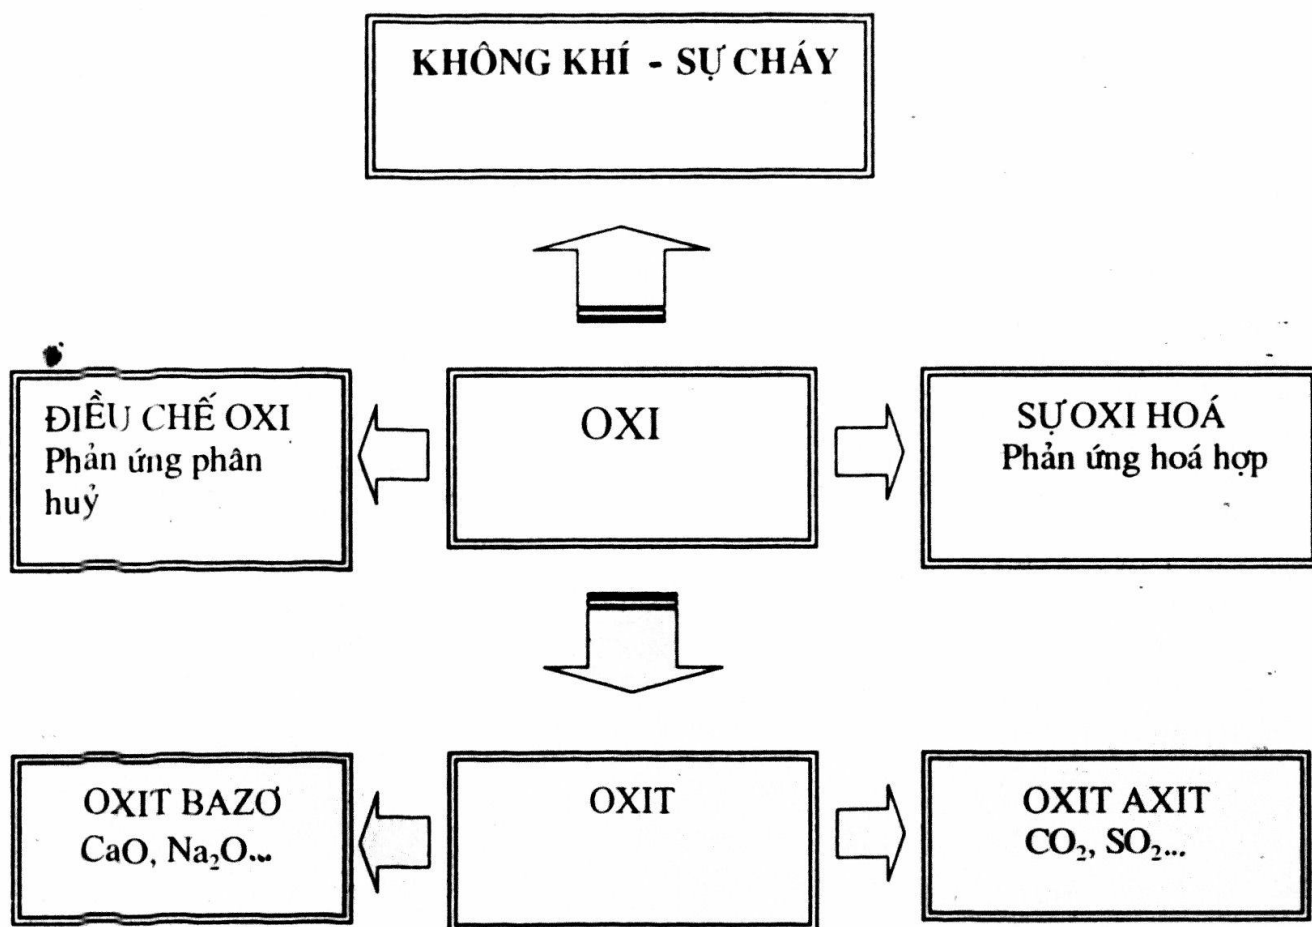 KHÔNG KHÍ - SỰ CHÁY
ĐIỀU CHẾ OXI
Phản ứng phân
huỷ
OXI
SỰ OXI HOÁ
Phản ứng hoá hợp
OXIT BAZƠ
CaO, Na₂O...
OXIT
OXIT AXIT
CO₂, SO₂...